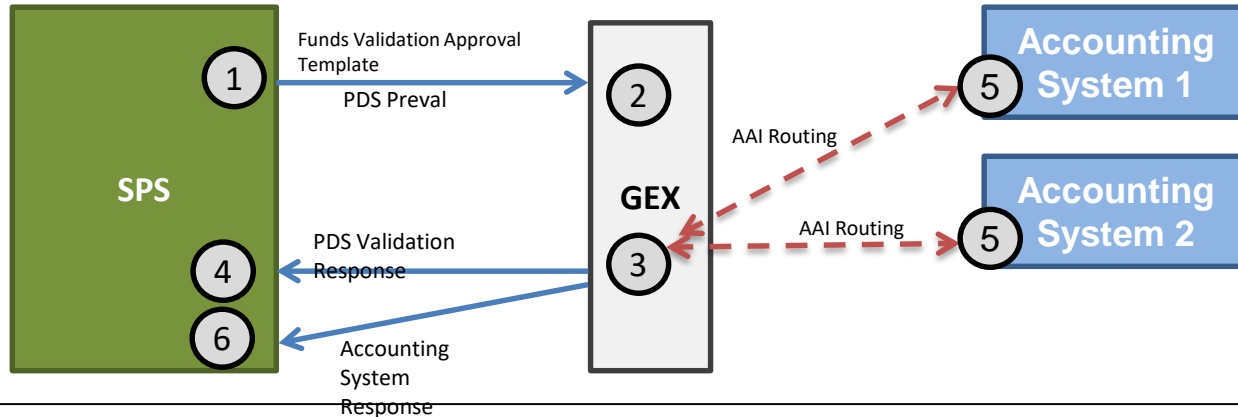 SPS
1
Funds Validation Approval
Template
PDS Preval
2
GEX
3
AAI Routing
AAI Routing
5
Accounting
System 1
5
Accounting
System 2
4
PDS Validation
Response
6
Accounting
System
Response